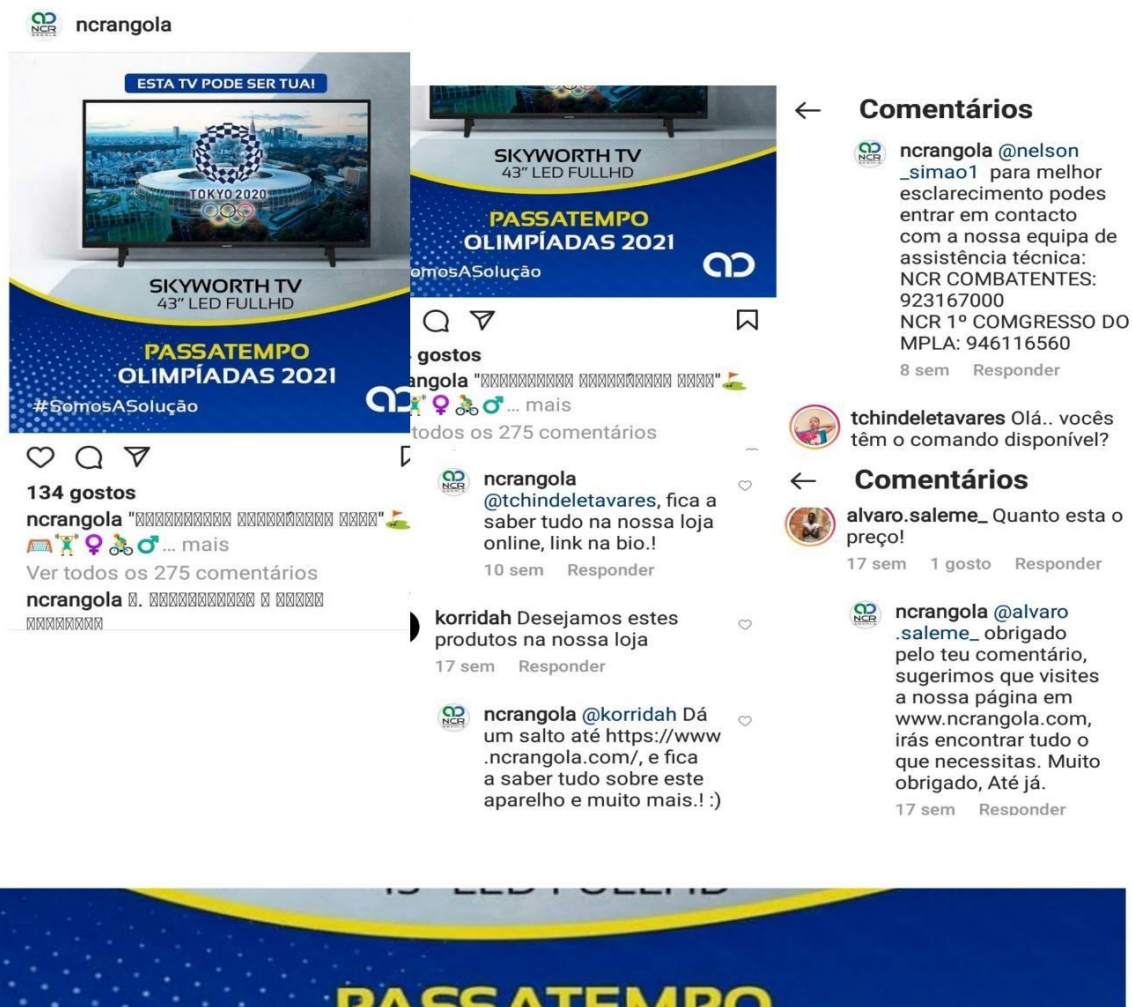 NCR
ncrangola
ESTA TV PODE SER TUA!
TOKYO 2020
SKYWORTH TV
43" LED FULLHD
PASSATEMPO
OLIMPÍADAS 2021
#SomosASolução
134 gostos
ncrangola
... mais
Ver todos os 275 comentários
ncrangola
SKYWORTH TV
43" LED FULLHD
PASSATEMPO
OLIMPÍADAS 2021
omosASolução
gostos
angola
... mais
todos os 275 comentários
NCR
ncrangola
@tchindeletavares, fica a
saber tudo na nossa loja
online, link na bio.!
10 sem Responder
korridah Desejamos estes
produtos na nossa loja
17 sem Responder
NCR
ncrangola @korridah Dá
um salto até https://www
.ncrangola.com/, e fica
a saber tudo sobre este
aparelho e muito mais.! :)
Comentários
NCR
ncrangola @nelson
_simao1 para melhor
esclarecimento podes
entrar em contacto
com a nossa equipa de
assistência técnica:
NCR COMBATENTES:
923167000
NCR 1º COMGRESSO DO
MPLA: 946116560
8 sem Responder
tchindeletavares Olá.. vocês
têm o comando disponível?
Comentários
alvaro.saleme_ Quanto esta o
preço!
17 sem 1 gosto Responder
NCR
ncrangola @alvaro
.saleme_ obrigado
pelo teu comentário,
sugerimos que visites
a nossa página em
www.ncrangola.com,
irás encontrar tudo o
que necessitas. Muito
obrigado, Até já.
17 sem Responder
PASSATEMPO